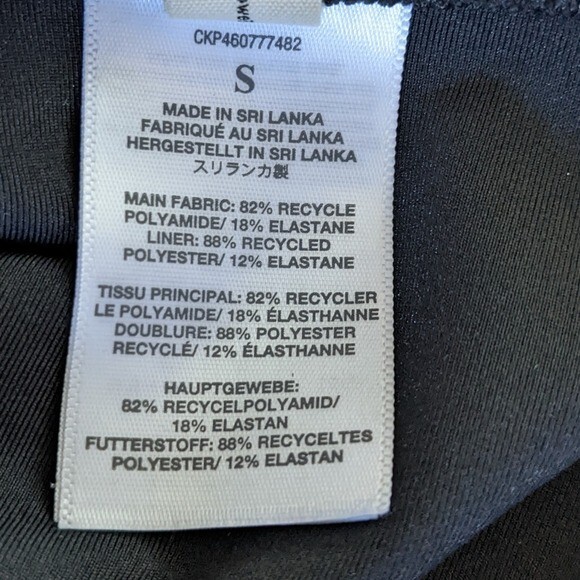 CKP460777482
S
MADE IN SRI LANKA
FABRIQUÉ AU SRI LANKA
HERGESTELLT IN SRI LANKA
スリランカ製
MAIN FABRIC: 82% RECYCLE
POLYAMIDE/ 18% ELASTANE
LINER: 88% RECYCLED
POLYESTER/ 12% ELASTANE
TISSU PRINCIPAL: 82% RECYCLER
LE POLYAMIDE/ 18% ÉLASTHANNE
DOUBLURE: 88% POLYESTER
RECYCLÉ/ 12% ÉLASTHANNE
HAUPTGEWEBE:
82% RECYCELPOLYAMID/
18% ELASTAN
FUTTERSTOFF: 88% RECYCELTES
POLYESTER/ 12% ELASTAN